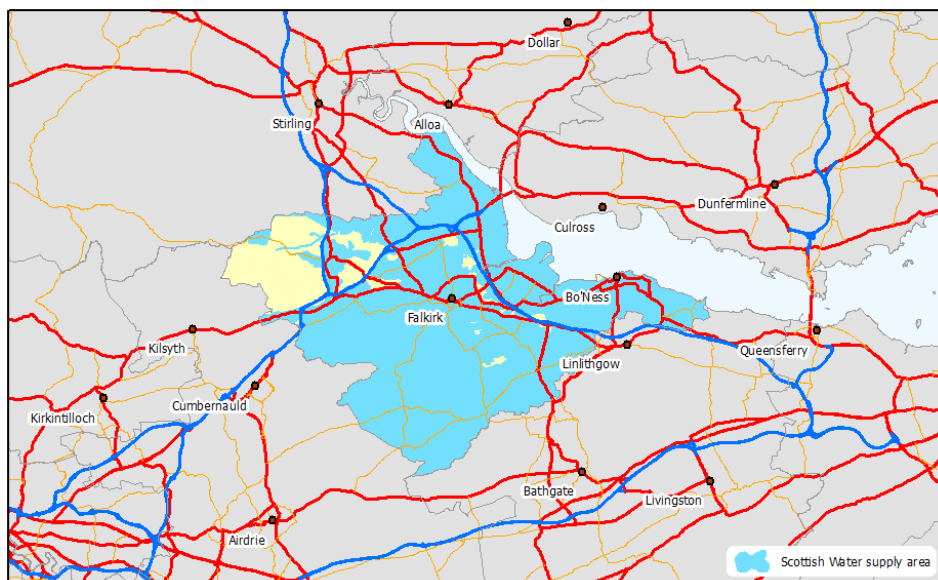 Dollar
Stirling
Alloa
Dunfermline
Culross
Bo'Ness
Falkirk
Kilsyth
Queensferry
Linlithgow
Cumbernauld
Kirkintilloch
Bathgate
Livingston
Airdrie
Scottish Water supply area